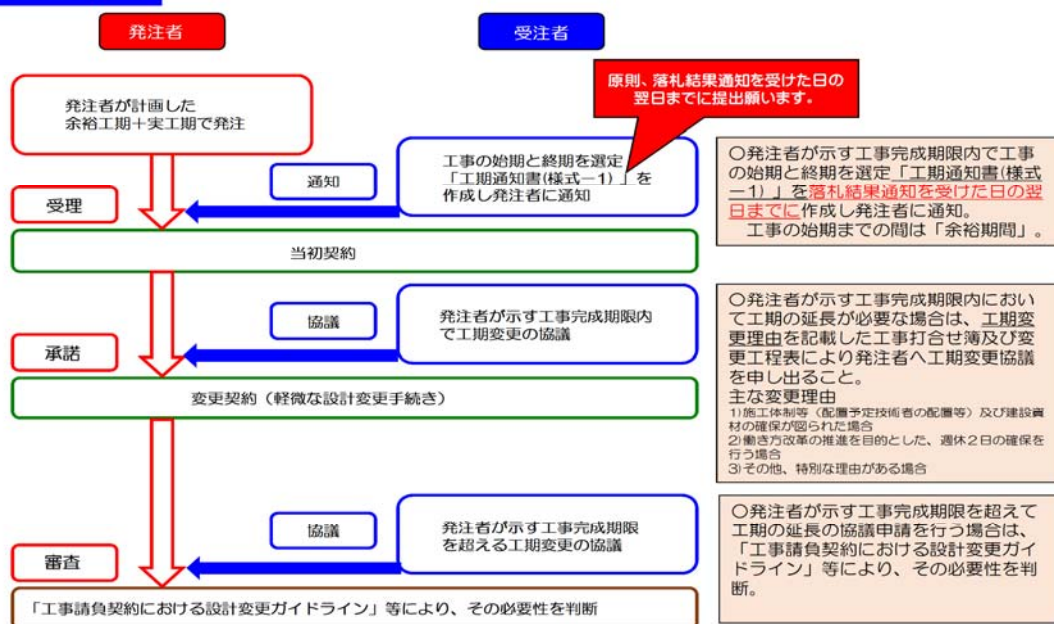 発注者
受注者
原則、落札結果通知を受けた日の
翌日までに提出願います。
発注者が計画した
余裕工期＋実工期で発注
通知
工事の始期と終期を選定
「工期通知書(様式－1) 」を
作成し発注者に通知
受理
○発注者が示す工事完成期限内で工事
の始期と終期を選定「工期通知書(様式
－1) 」を落札結果通知を受けた日の翌
日までに作成し発注者に通知。
工事の始期までの間は「余裕期間」。
当初契約
協議
発注者が示す工事完成期限内
で工期変更の協議
承諾
○発注者が示す工事完成期限内におい
て工期の延長が必要な場合は、工期変
更理由を記載した工事打合せ簿及び変
更工程表により発注者へ工期変更協議
を申し出ること。
主な変更理由
1)施工体制等（配置予定技術者の配置等）及び建設資
材の確保が図られた場合
2)働き方改革の推進を目的とした、週休２日の確保を
行う場合
3)その他、特別な理由がある場合
変更契約（軽微な設計変更手続き）
協議
発注者が示す工事完成期限
を超える工期変更の協議
審査
○発注者が示す工事完成期限を超えて
工期の延長の協議申請を行う場合は、
「工事請負契約における設計変更ガイ
ドライン」等により、その必要性を判
断。
「工事請負契約における設計変更ガイドライン」等により、その必要性を判断